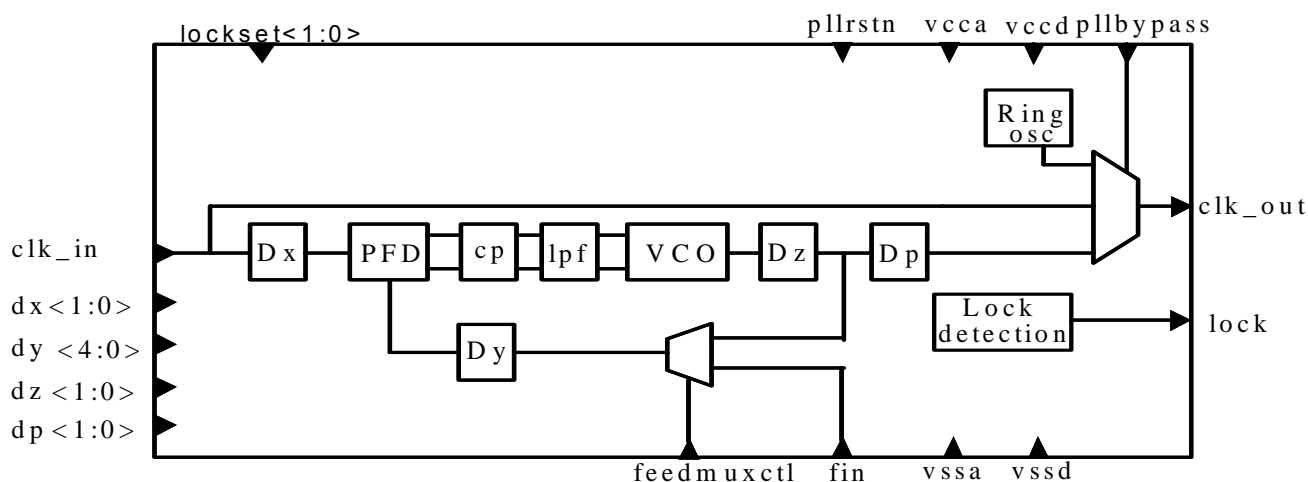 lockset<1:0>
pllrstn vcca vccd pllbypass
Ring
osc
clk_out
clk_in
Dx PFD cp lpf VCO Dz Dp
dx<1:0>
Lock
detection
lock
dy <4:0>
Dy
dz<1:0>
dp<1:0>
feedmuxctl fin vssa vssd